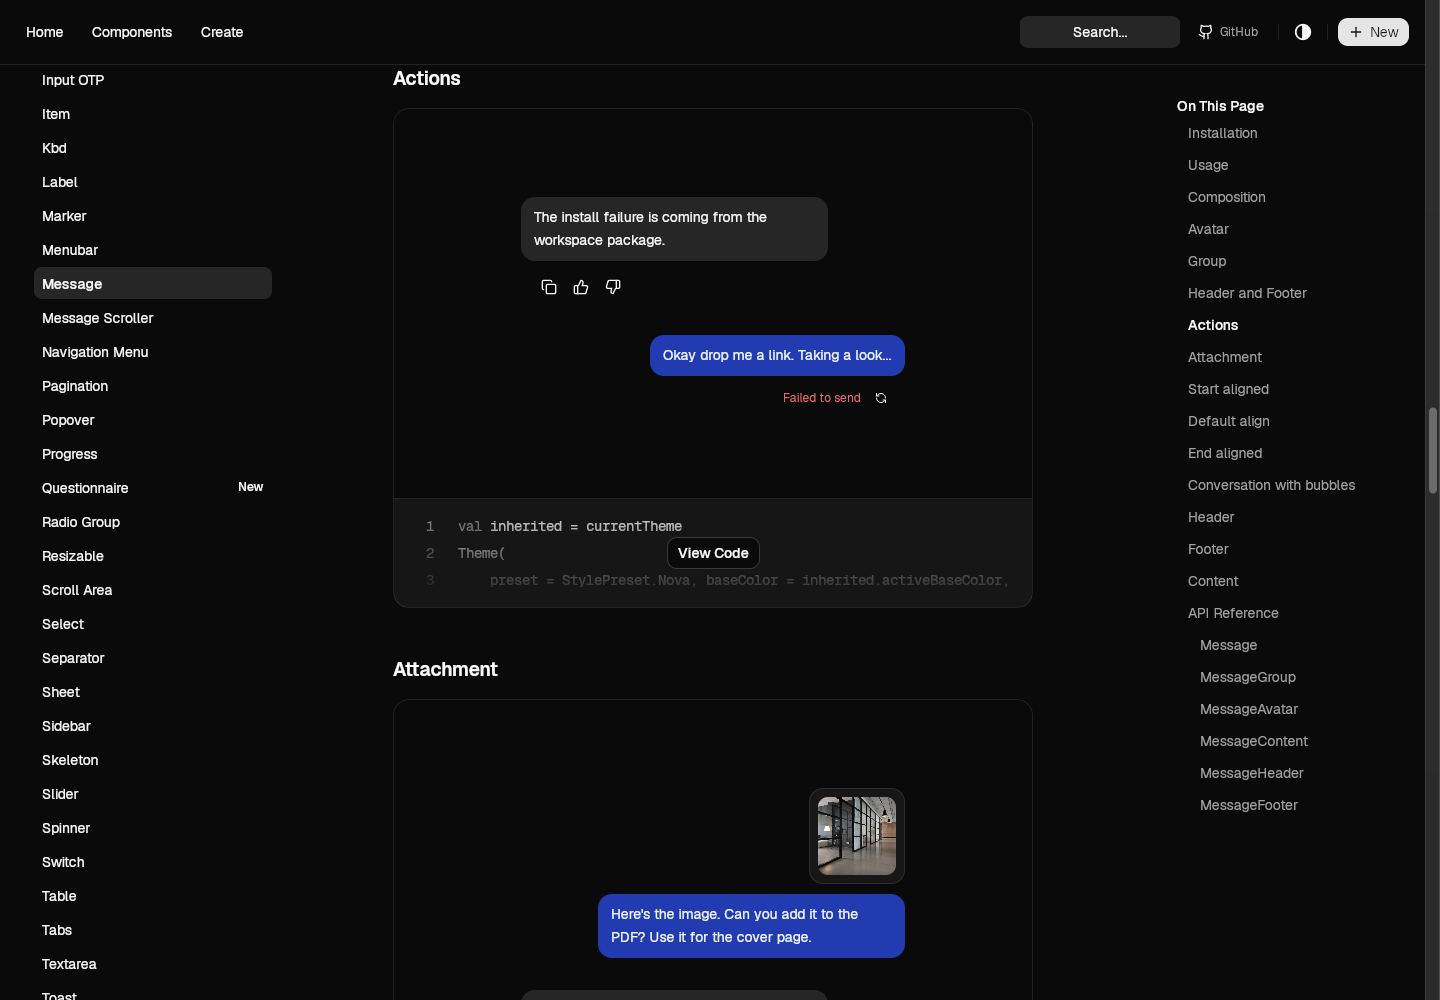 Home
Components
Create
Search...
GitHub
New
Input OTP
Item
Kbd
Label
Marker
Menubar
Message
Message Scroller
Navigation Menu
Pagination
Popover
Progress
Questionnaire
New
Radio Group
Resizable
Scroll Area
Select
Separator
Sheet
Sidebar
Skeleton
Slider
Spinner
Switch
Table
Tabs
Textarea
Toast
Actions
The install failure is coming from the
workspace package.
Okay drop me a link. Taking a look...
Failed to send
1 val inherited = currentTheme
2 Theme(
View Code
3 preset = StylePreset.Nova, baseColor = inherited.activeBaseColor,
Attachment
Here's the image. Can you add it to the
PDF? Use it for the cover page.
On This Page
Installation
Usage
Composition
Avatar
Group
Header and Footer
Actions
Attachment
Start aligned
Default align
End aligned
Conversation with bubbles
Header
Footer
Content
API Reference
Message
MessageGroup
MessageAvatar
MessageContent
MessageHeader
MessageFooter